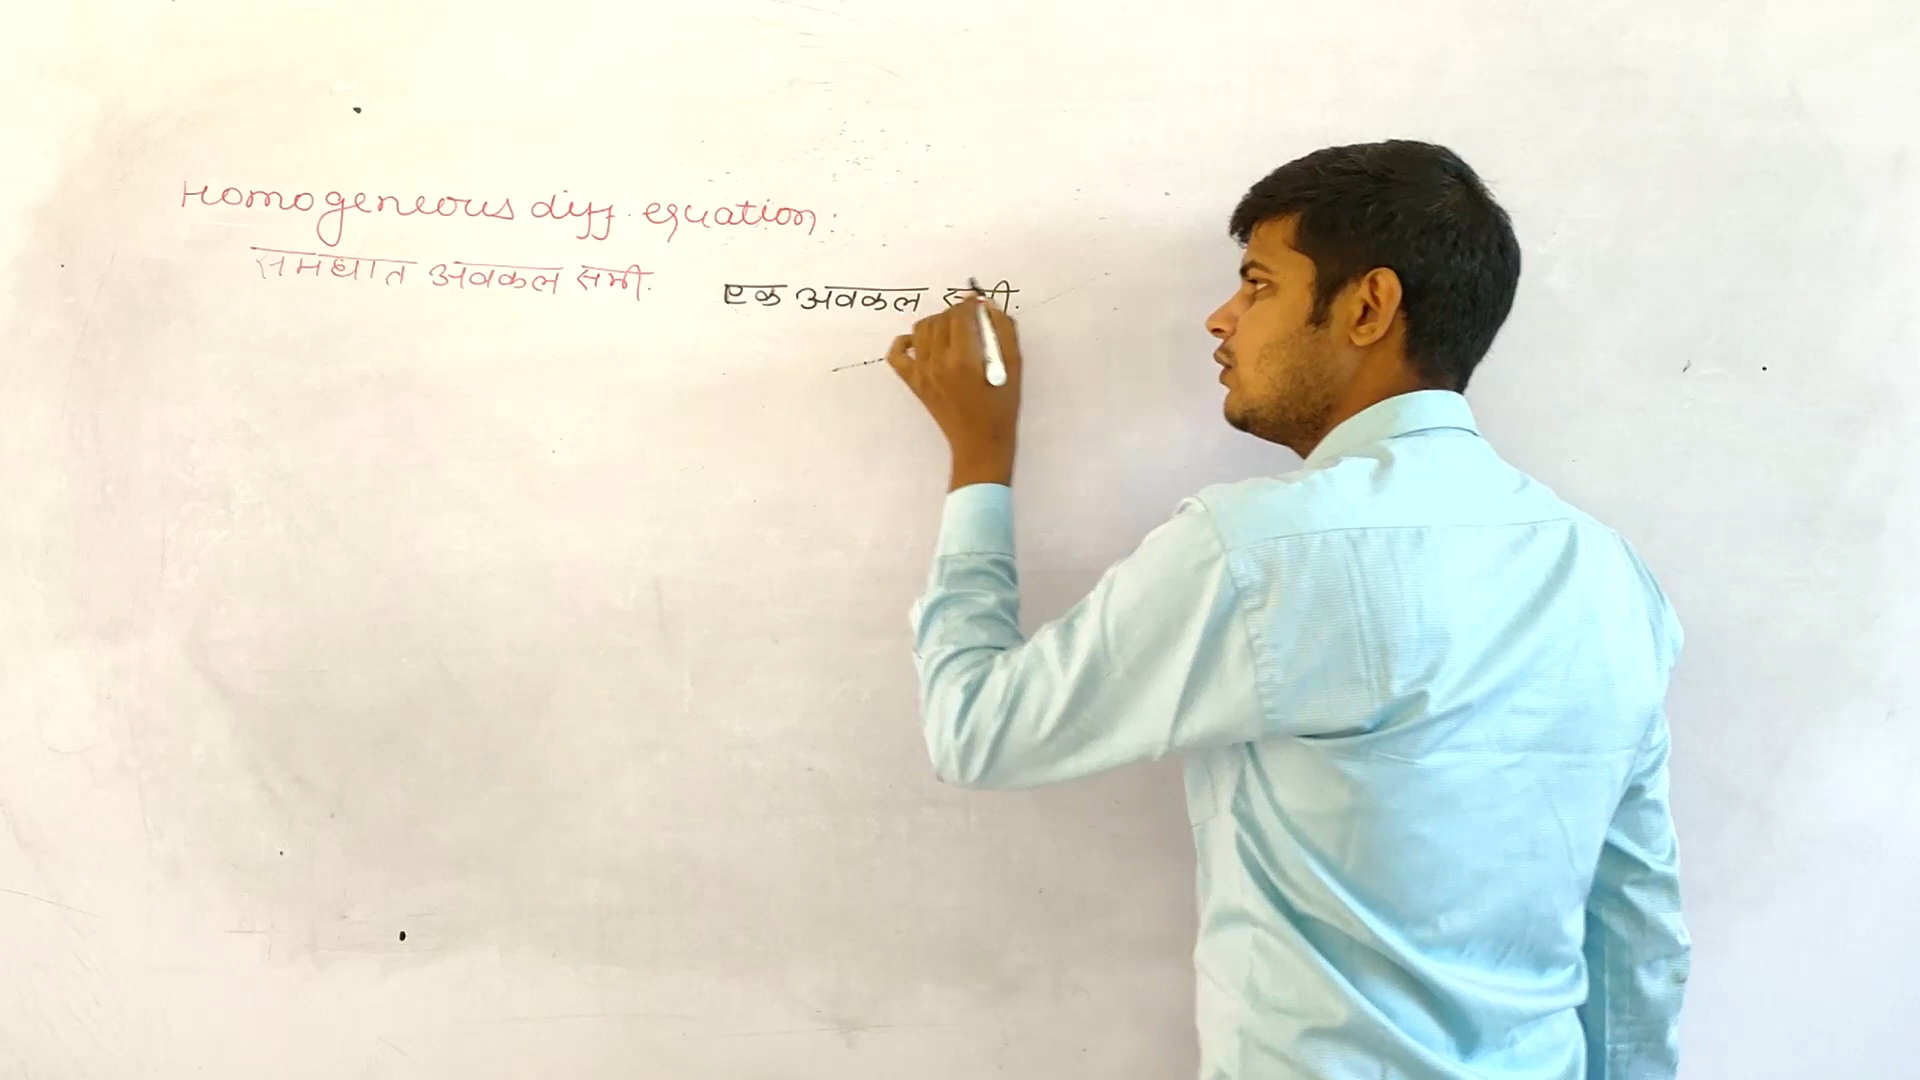 Homogeneous diff. equation:
समघात अवकल समी.
एक अवकल समी.